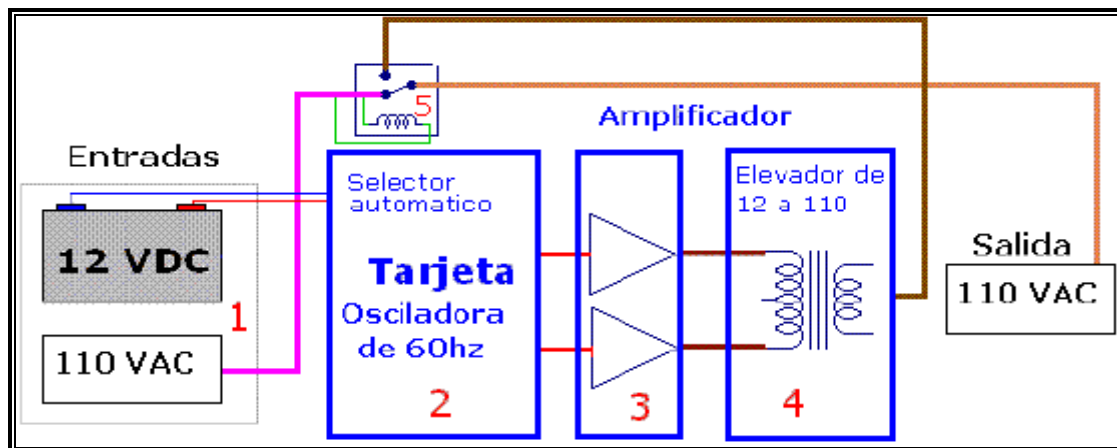 5
Amplificador
Entradas
12 VDC
1
110 VAC
Selector
automatico
Tarjeta
Osciladora
de 60hz
2
3
Elevador de
12 a 110
4
Salida
110 VAC